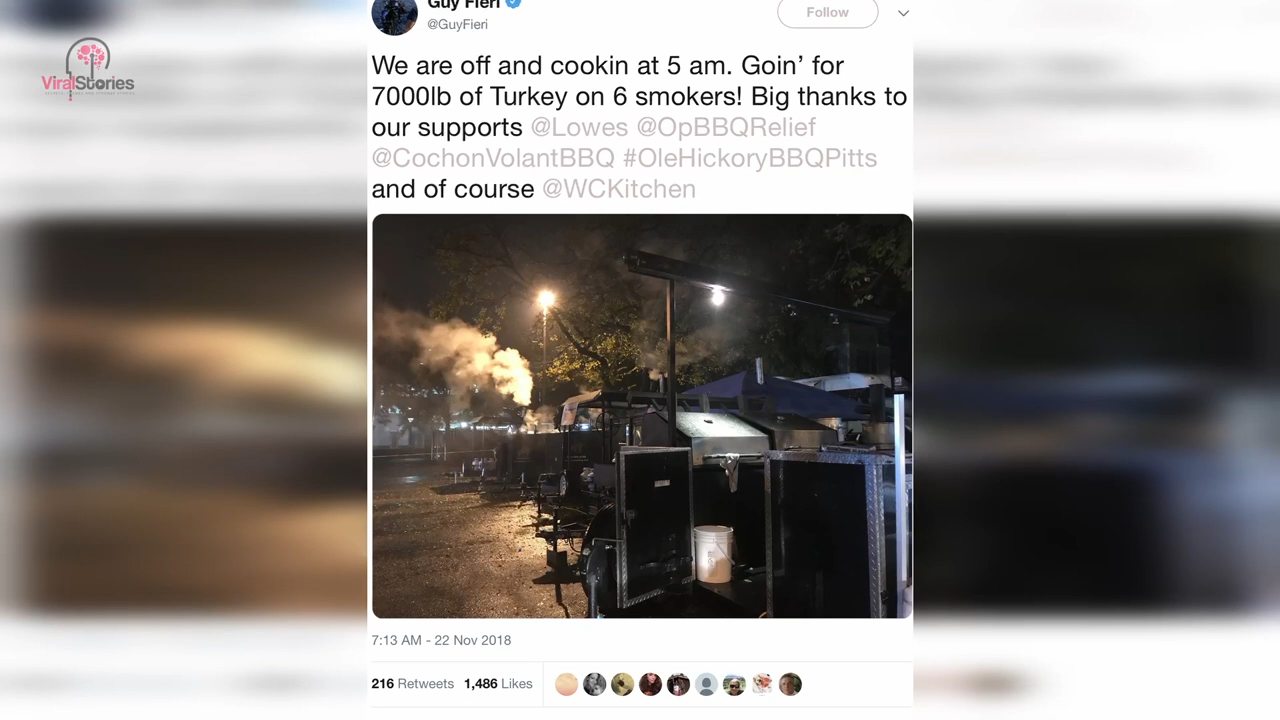 Guy Fieri
@GuyFieri
Follow
ViralStories
We are off and cookin at 5 am. Goin’ for
7000lb of Turkey on 6 smokers! Big thanks to
our supports @Lowes @OpBBQRelief
@CochonVolantBBQ #OleHickoryBBQPitts
and of course @WCKitchen
7:13 AM - 22 Nov 2018
216 Retweets 1,486 Likes